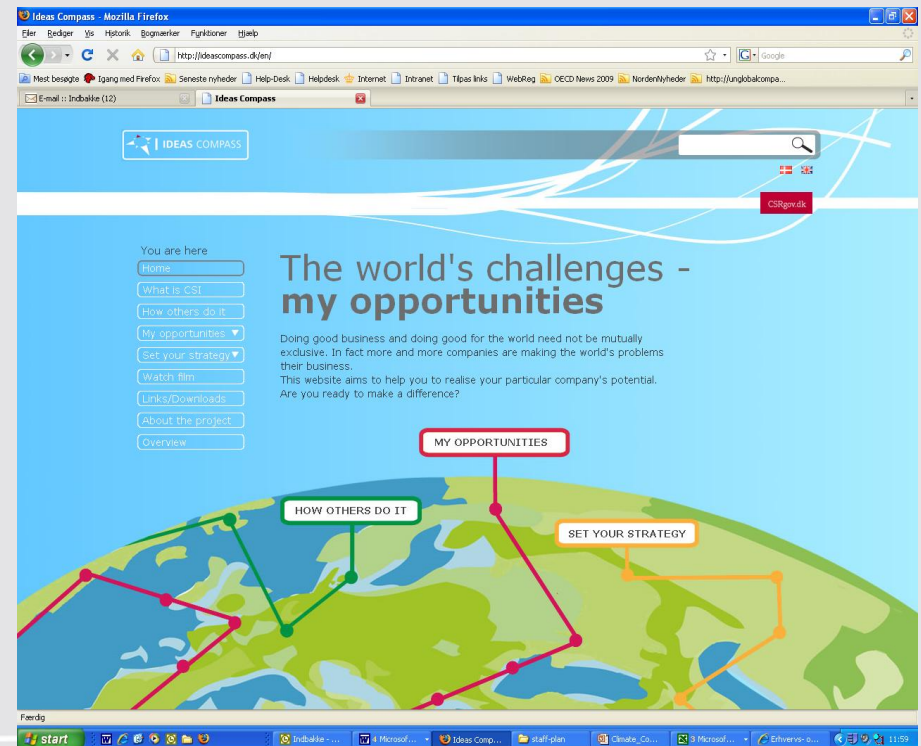 Ideas Compass - Mozilla Firefox
Filer Rediger Vis Historik Bogmærker Funktioner Hjælp
http://ideascompass.dk/en/ Google
Mest besøgte Igang med Firefox Seneste nyheder Help-Desk Helpdesk Internet Intranet Tilpas links WebReg OECD News 2009 NordenNyheder http://unglobalcompa...
E-mail :: Indbakke (12) Ideas Compass
IDEAS COMPASS
CSRgov.dk
You are here
Home
What is CSI
How others do it
My opportunities
Set your strategy
Watch film
Links/Downloads
About the project
Overview
The world's challenges -
my opportunities
Doing good business and doing good for the world need not be mutually
exclusive. In fact more and more companies are making the world's problems
their business.
This website aims to help you to realise your particular company's potential.
Are you ready to make a difference?
MY OPPORTUNITIES
HOW OTHERS DO IT
SET YOUR STRATEGY
Færdig
start Indbakke - ... 4 Microsof... Ideas Comp... staff-plan Climate_Co... 3 Microsof... Erhvervs- o... 11:59